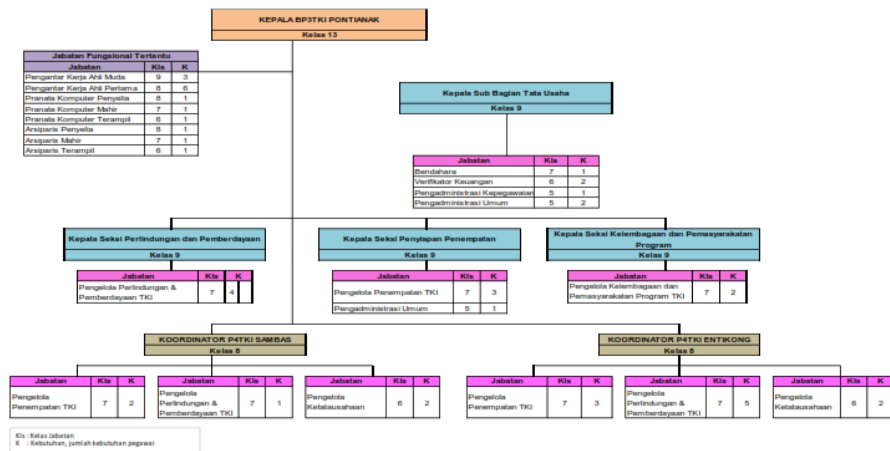 KEPALA BP3TKI PONTIANAK
Kelas 13
Jabatan Fungsional Tertentu
Jabatan Kls K
Pengantar Kerja Ahli Muda 9 3
Pengantar Kerja Ahli Pertama 8 6
Pranata Komputer Penyelia 8 1
Pranata Komputer Mahir 7 1
Pranata Komputer Terampil 6 1
Arsiparis Penyelia 8 1
Arsiparis Mahir 7 1
Arsiparis Terampil 6 1
Kepala Sub Bagian Tata Usaha
Kelas 9
Jabatan Kls K
Bendahara 7 1
Verifikator Keuangan 6 2
Pengadministrasi Kepegawaian 5 1
Pengadministrasi Umum 5 2
Kepala Seksi Perlindungan dan Pemberdayaan
Kelas 9
Jabatan Kls K
Pengelola Perlindungan &
Pemberdayaan TKI 7 4
Kepala Seksi Penyiapan Penempatan
Kelas 9
Jabatan Kls K
Pengelola Penempatan TKI 7 3
Pengadministrasi Umum 5 1
Kepala Seksi Kelembagaan dan Pemasyarakatan
Program
Kelas 9
Jabatan Kls K
Pengelola Kelembagaan dan
Pemasyarakatan Program TKI 7 2
KOORDINATOR P4TKI SAMBAS
Kelas 8
Jabatan Kls K
Pengelola
Penempatan TKI 7 2
Jabatan Kls K
Pengelola
Perlindungan & 7 1
Pemberdayaan TKI
Jabatan Kls K
Pengelola
Ketatausahaan 6 2
KOORDINATOR P4TKI ENTIKONG
Kelas 8
Jabatan Kls K
Pengelola
Penempatan TKI 7 3
Jabatan Kls K
Pengelola
Perlindungan & 7 5
Pemberdayaan TKI
Jabatan Kls K
Pengelola
Ketatausahaan 6 2
Kls : Kelas Jabatan
K : Kebutuhan, jumlah kebutuhan pegawai